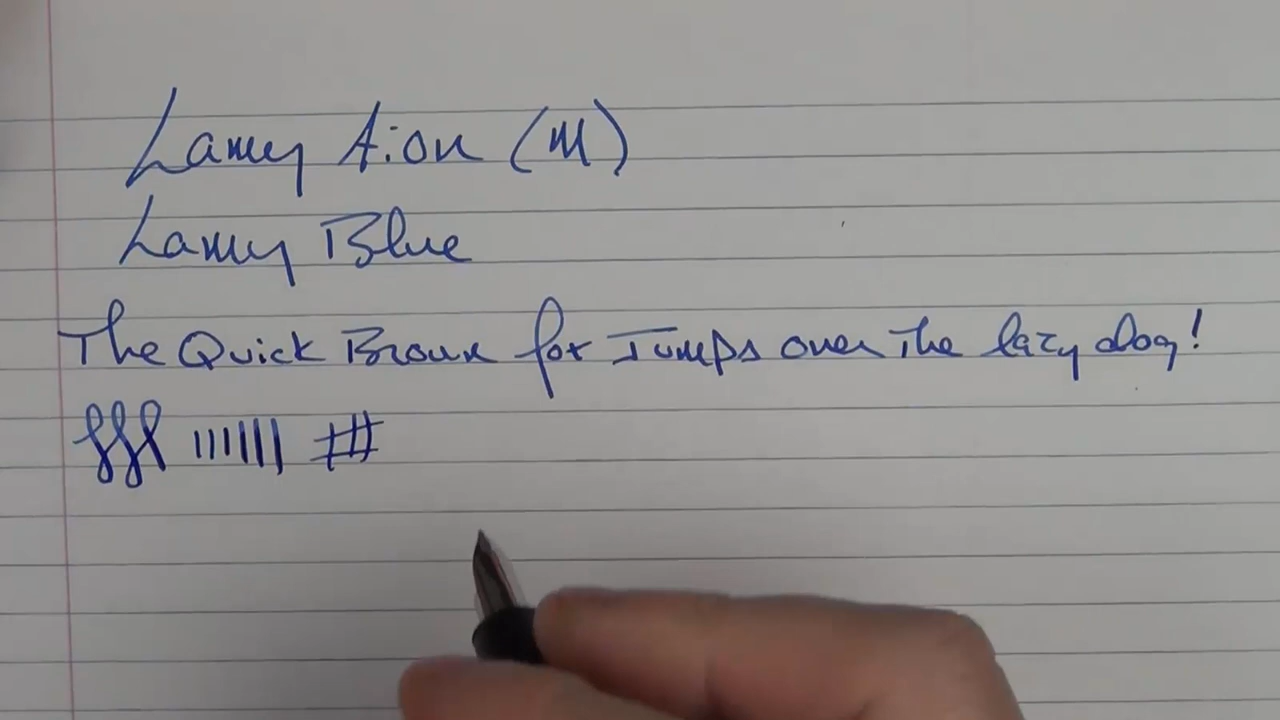 Lamy Aion (M)
Lamy Blue
The Quick Brown fox Jumps over The lazy dog!
fff ||||||| #